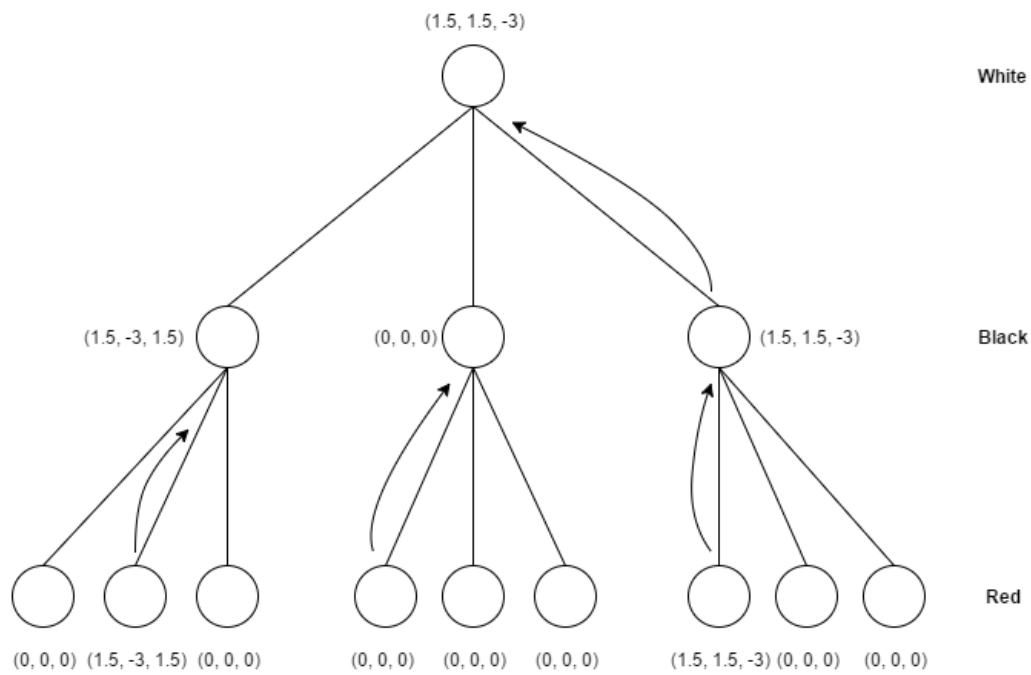 (1.5, 1.5, -3)
White
(1.5, -3, 1.5)
(0, 0, 0)
(1.5, 1.5, -3)
Black
Red
(0, 0, 0) (1.5, -3, 1.5) (0, 0, 0) (0, 0, 0) (0, 0, 0) (0, 0, 0) (1.5, 1.5, -3) (0, 0, 0) (0, 0, 0)